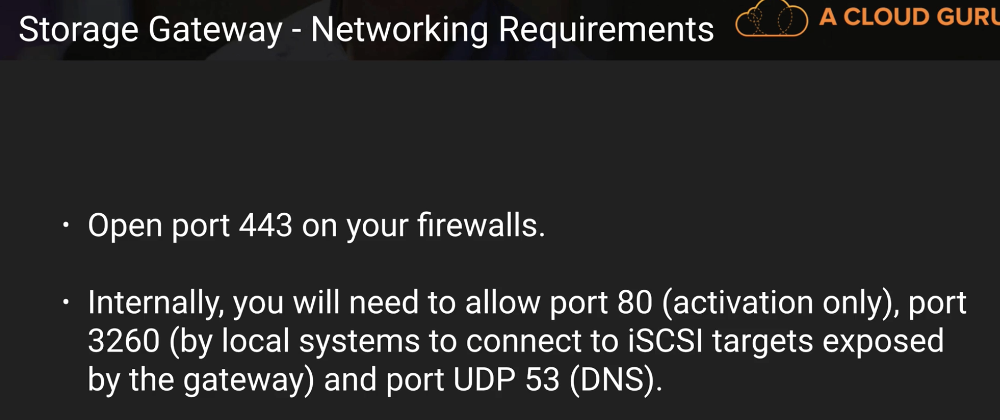 Storage Gateway - Networking Requirements
A CLOUD GURU
• Open port 443 on your firewalls.
• Internally, you will need to allow port 80 (activation only), port
3260 (by local systems to connect to iSCSI targets exposed
by the gateway) and port UDP 53 (DNS).